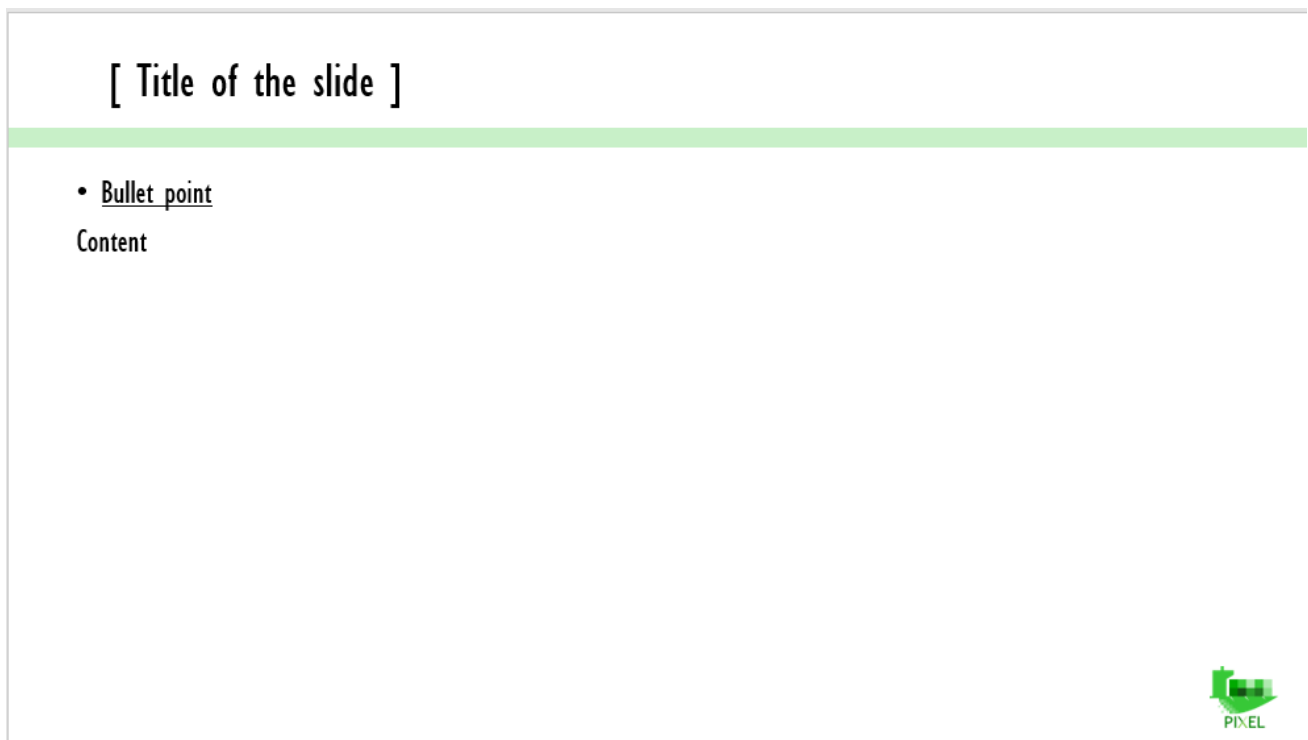 [ Title of the slide ]
• Bullet point
Content
PIXEL